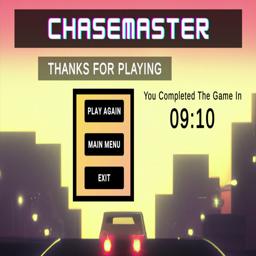 CHASEMASTER
THANKS FOR PLAYING
You Completed The Game In
09:10
PLAY AGAIN
MAIN MENU
EXIT